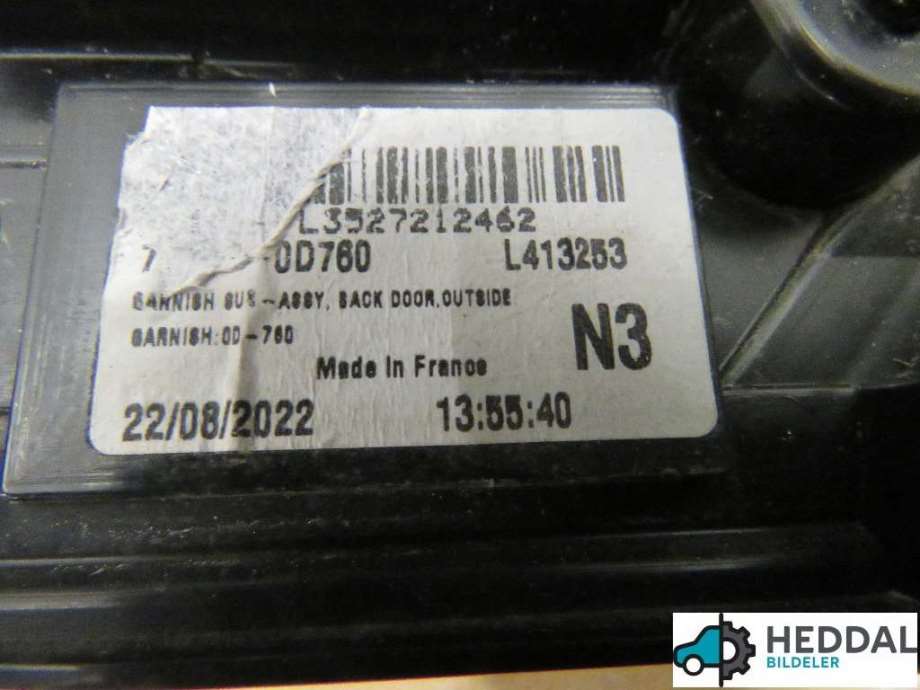 L3527212462
7 -0D760 L413253
GARNISH SUB-ASSY, BACK DOOR,OUTSIDE
GARNISH:0D-760
N3
Made In France
22/08/2022 13:55:40
HEDDAL
BILDELER